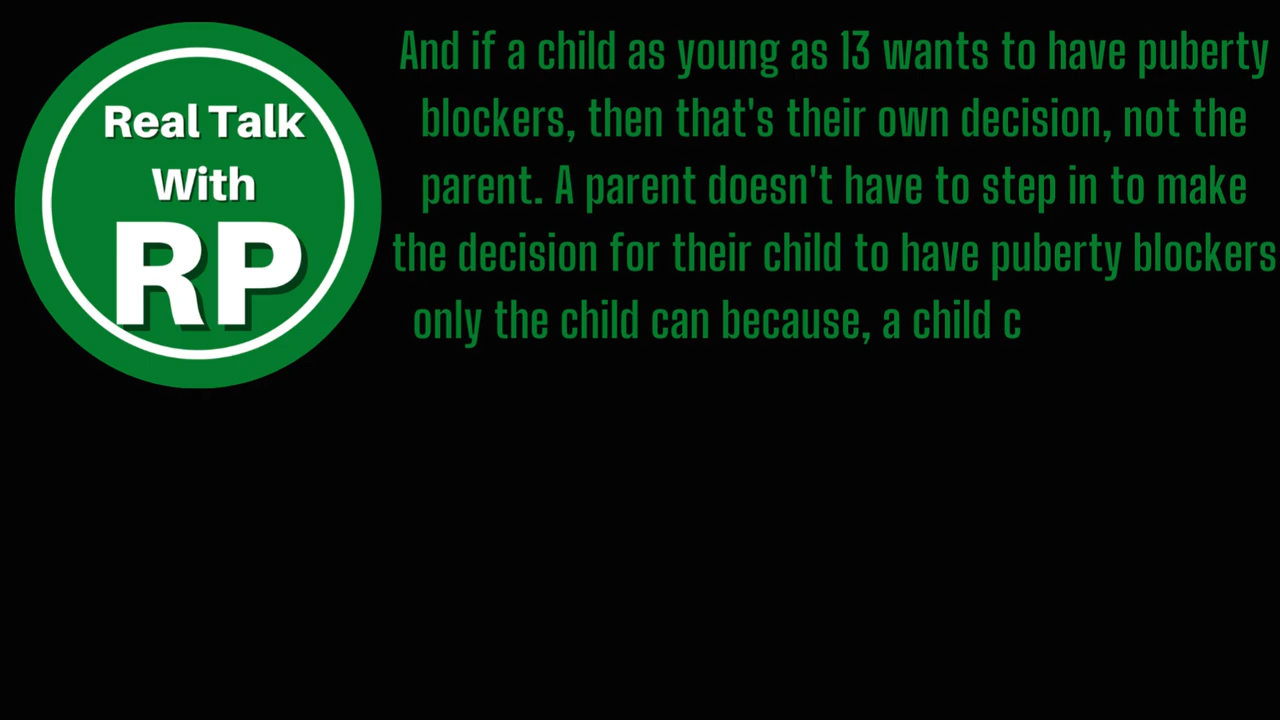 Real Talk
With
RP
And if a child as young as 13 wants to have puberty
blockers, then that's their own decision, not the
parent. A parent doesn't have to step in to make
the decision for their child to have puberty blockers
only the child can because, a child c